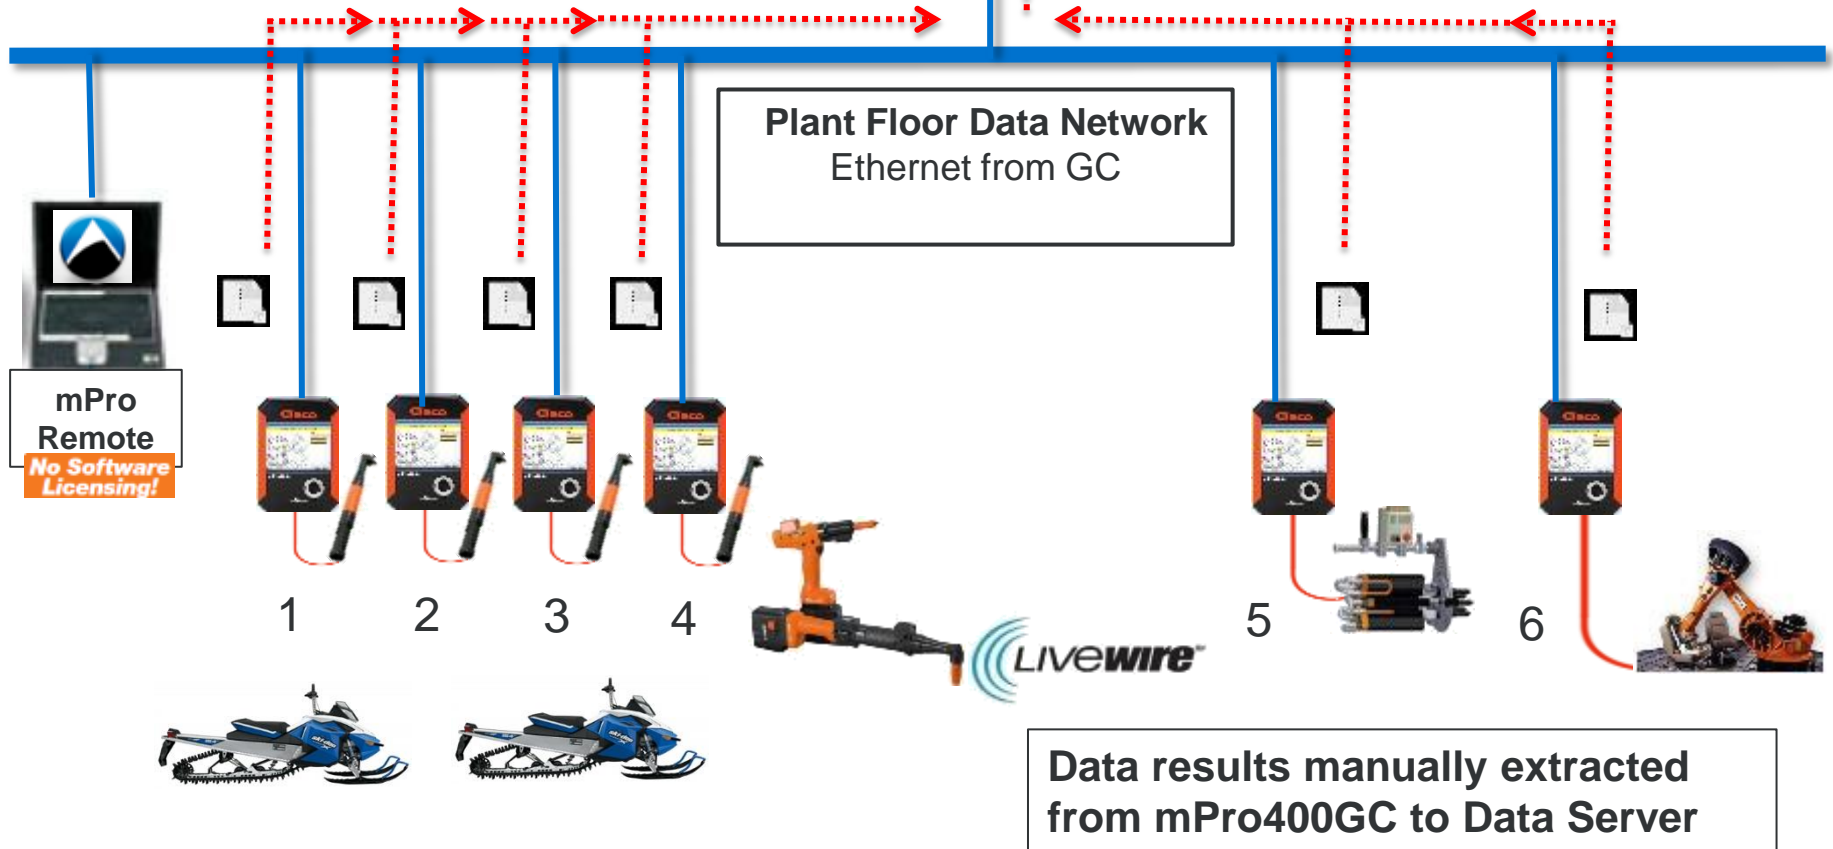 Plant Floor Data Network
Ethernet from GC
mPro
Remote
No Software
Licensing!
1
2
3
4
5
6
LIVEWIRE
Data results manually extracted
from mPro400GC to Data Server